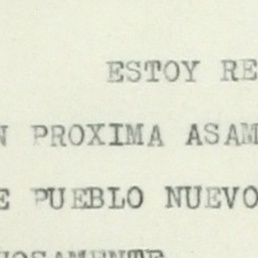 ESTOY RE
N PROXIMA ASAM
E PUEBLO NUEVO